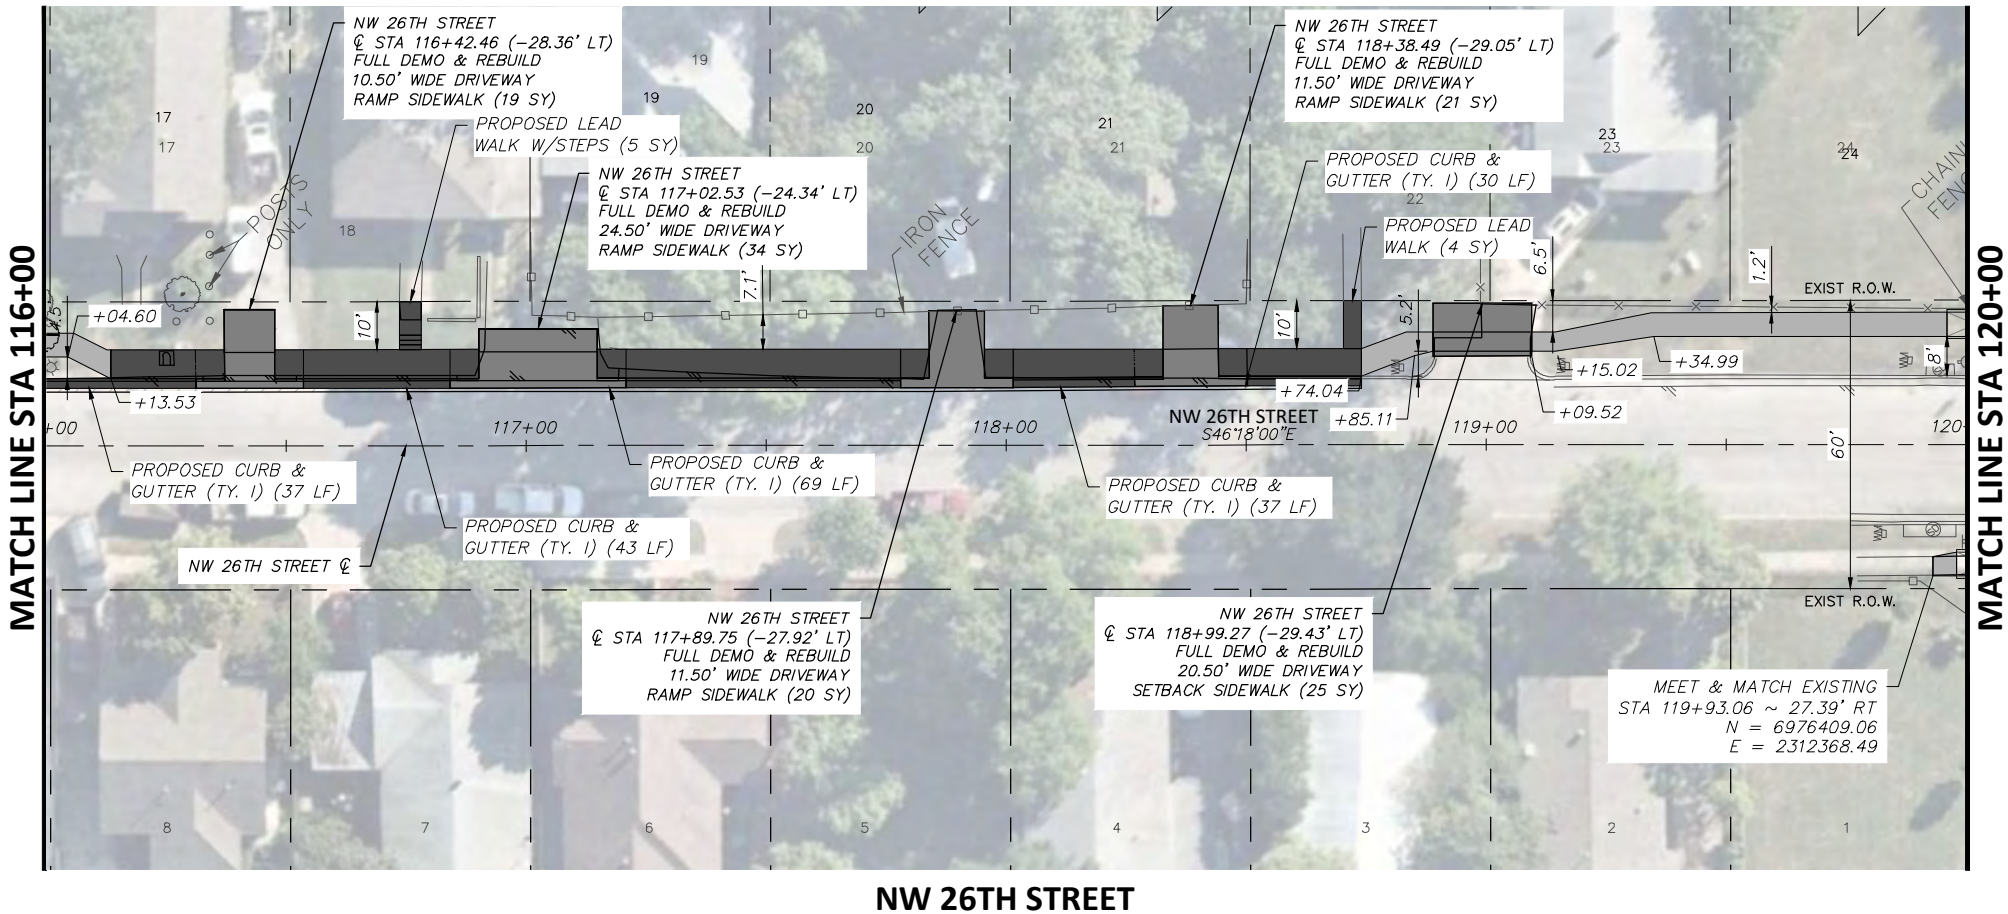 NW 26TH STREET
℄ STA 116+42.46 (-28.36' LT)
FULL DEMO & REBUILD
10.50' WIDE DRIVEWAY
RAMP SIDEWALK (19 SY)
PROPOSED LEAD
WALK W/STEPS (5 SY)
NW 26TH STREET
℄ STA 117+02.53 (-24.34' LT)
FULL DEMO & REBUILD
24.50' WIDE DRIVEWAY
RAMP SIDEWALK (34 SY)
NW 26TH STREET
℄ STA 118+38.49 (-29.05' LT)
FULL DEMO & REBUILD
11.50' WIDE DRIVEWAY
RAMP SIDEWALK (21 SY)
PROPOSED CURB &
GUTTER (TY. I) (30 LF)
PROPOSED LEAD
WALK (4 SY)
17
17
18
19
19
20
20
21
21
22
23
23
24
24
POSTS
ONLY
IRON
FENCE
EXIST R.O.W.
10'
7.1'
10'
5.2'
6.5'
1.2'
8'
60'
+04.60
+13.53
+74.04
+85.11
+15.02
+09.52
+34.99
MATCH LINE STA 116+00
MATCH LINE STA 120+00
+00
117+00
118+00
NW 26TH STREET
S46°18'00"E
119+00
120+
PROPOSED CURB &
GUTTER (TY. I) (37 LF)
PROPOSED CURB &
GUTTER (TY. I) (43 LF)
PROPOSED CURB &
GUTTER (TY. I) (69 LF)
PROPOSED CURB &
GUTTER (TY. I) (37 LF)
NW 26TH STREET ℄
WM
WM
WM
WM
EXIST R.O.W.
NW 26TH STREET
℄ STA 117+89.75 (-27.92' LT)
FULL DEMO & REBUILD
11.50' WIDE DRIVEWAY
RAMP SIDEWALK (20 SY)
NW 26TH STREET
℄ STA 118+99.27 (-29.43' LT)
FULL DEMO & REBUILD
20.50' WIDE DRIVEWAY
SETBACK SIDEWALK (25 SY)
MEET & MATCH EXISTING
STA 119+93.06 ~ 27.39' RT
N = 6976409.06
E = 2312368.49
8
7
6
5
4
3
2
1
NW 26TH STREET